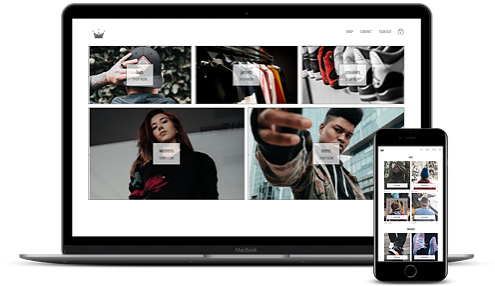 SHOP CONTACT SIGN OUT
HATS
SHOP NOW
JACKETS
SHOP NOW
SNEAKERS
SHOP NOW
WOMENS
SHOP NOW
MENS
SHOP NOW
MacBook
HATS